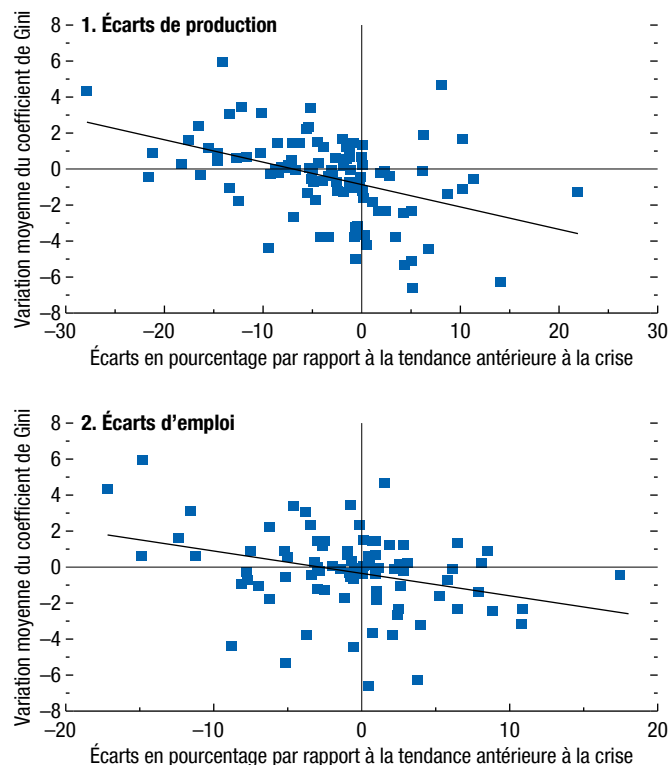 1. Écarts de production
Variation moyenne du coefficient de Gini
8
6
4
2
0
–2
–4
–6
–8
–30 –20 –10 0 10 20 30
Écarts en pourcentage par rapport à la tendance antérieure à la crise
2. Écarts d’emploi
Variation moyenne du coefficient de Gini
8
6
4
2
0
–2
–4
–6
–8
–20 –10 0 10 20
Écarts en pourcentage par rapport à la tendance antérieure à la crise